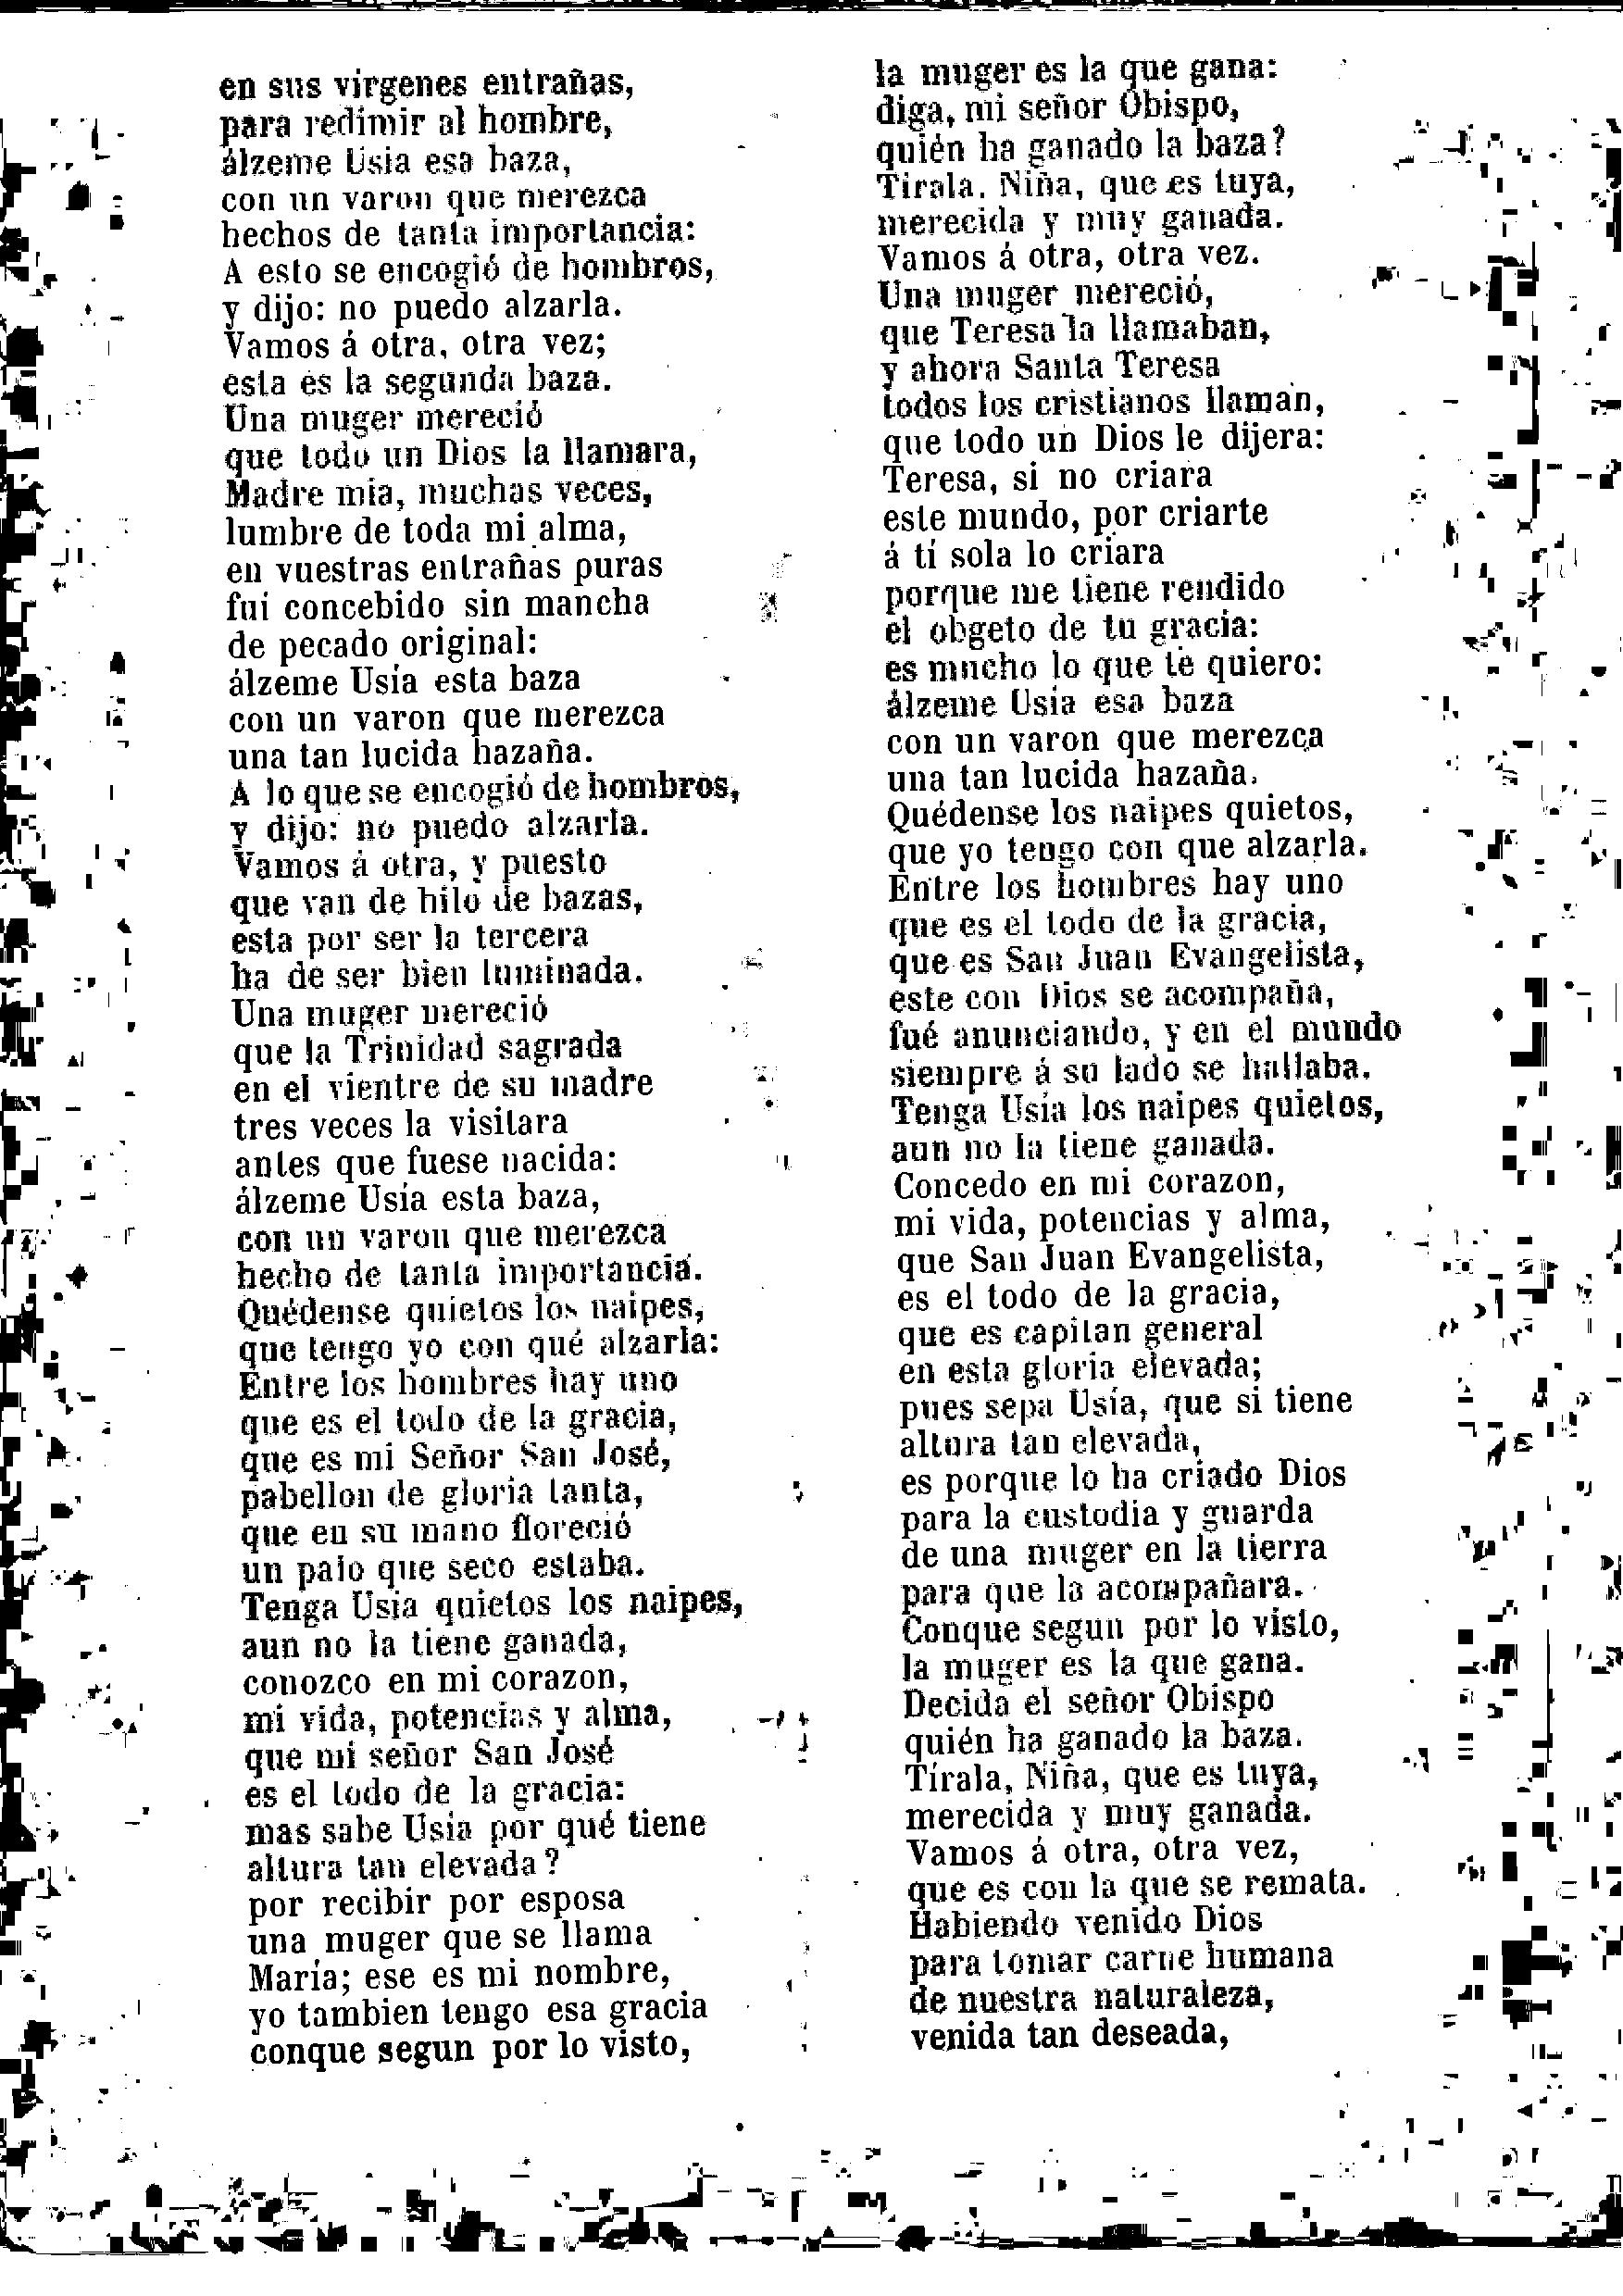 en sus virgenes entrañas,
para redimir al hombre,
álzeme Usia esa baza,
con un varon que merezca
hechos de tanta importancia:
A esto se encogió de hombros,
y dijo: no puedo alzarla.
Vamos á otra, otra vez;
esta es la segunda baza.
Una muger mereció
que todo un Dios la llamara,
Madre mia, muchas veces,
lumbre de toda mi alma,
en vuestras entrañas puras
fui concebido sin mancha
de pecado original:
álzeme Usía esta baza
con un varon que merezca
una tan lucida hazaña.
A lo que se encogió de hombros,
y dijo: no puedo alzarla.
Vamos á otra, y puesto
que van de hilo de bazas,
esta por ser la tercera
ha de ser bien luminada.
Una muger mereció
que la Trinidad sagrada
en el vientre de su madre
tres veces la visitara
antes que fuese nacida:
álzeme Usía esta baza,
con un varon que merezca
hecho de tanta importancia.
Quédense quietos los naipes,
que tengo yo con qué alzarla:
Entre los hombres hay uno
que es el todo de la gracia,
que es mi Señor San José,
pabellon de gloria tanta,
que en su mano floreció
un palo que seco estaba.
Tenga Usia quietos los naipes,
aun no la tiene ganada,
conozco en mi corazon,
mi vida, potencias y alma,
que mi señor San José
es el todo de la gracia:
mas sabe Usia por qué tiene
altura tan elevada?
por recibir por esposa
una muger que se llama
María; ese es mi nombre,
yo tambien tengo esa gracia
conque segun por lo visto,
la muger es la que gana:
diga, mi señor Obispo,
quién ha ganado la baza?
Tirala. Niña, que es tuya,
merecida y muy ganada.
Vamos á otra, otra vez.
Una muger mereció,
que Teresa la llamaban,
y ahora Santa Teresa
todos los cristianos llaman,
que todo un Dios le dijera:
Teresa, si no criara
este mundo, por criarte
á tí sola lo criara
porque me tiene rendido
el obgeto de tu gracia:
es mucho lo que te quiero:
álzeme Usia esa baza
con un varon que merezca
una tan lucida hazaña.
Quédense los naipes quietos,
que yo tengo con que alzarla.
Entre los hombres hay uno
que es el todo de la gracia,
que es San Juan Evangelista,
este con Dios se acompaña,
fué anunciando, y en el mundo
siempre á su lado se hallaba.
Tenga Usía los naipes quietos,
aun no la tiene ganada.
Concedo en mi corazon,
mi vida, potencias y alma,
que San Juan Evangelista,
es el todo de la gracia,
que es capitan general
en esta gloria elevada;
pues sepa Usía, que si tiene
altura tan elevada,
es porque lo ha criado Dios
para la custodia y guarda
de una muger en la tierra
para que la acompañara.
Conque segun por lo visto,
la muger es la que gana.
Decida el señor Obispo
quién ha ganado la baza.
Tírala, Niña, que es tuya,
merecida y muy ganada.
Vamos á otra, otra vez,
que es con la que se remata.
Habiendo venido Dios
para tomar carne humana
de nuestra naturaleza,
venida tan deseada,